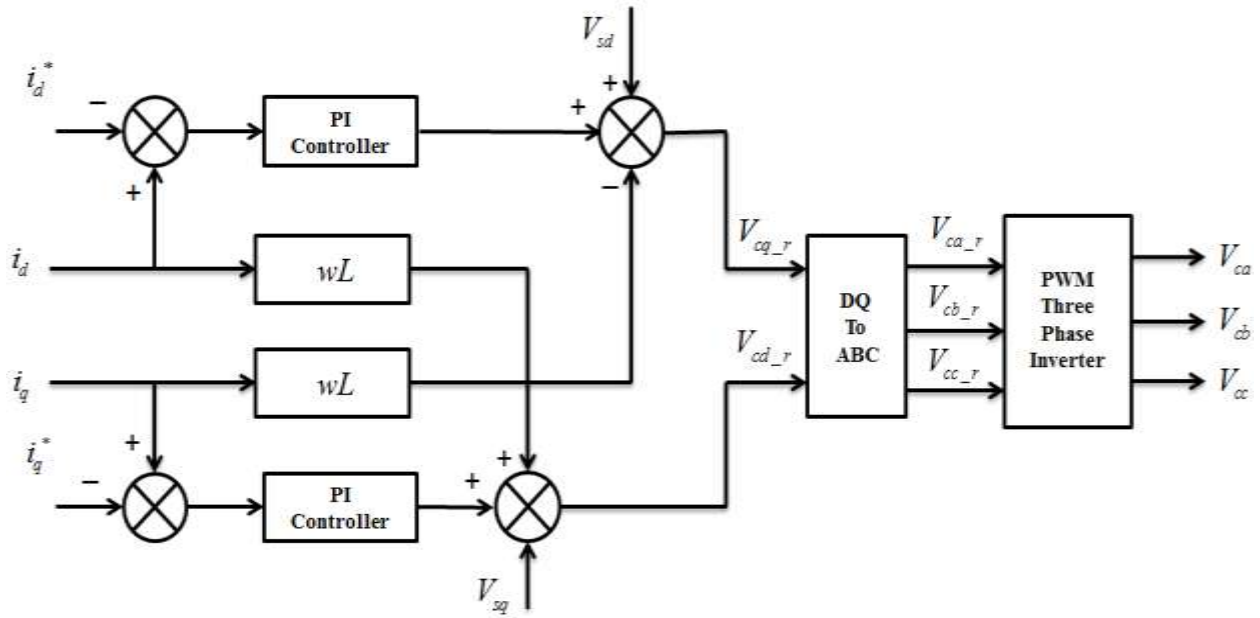 V_sd
i_d^*
−
+
+
PI
Controller
+
−
i_d
wL
V_cq_r
V_ca_r
V_ca
DQ
To
ABC
V_cb_r
PWM
Three
Phase
Inverter
V_cb
i_q
wL
V_cd_r
V_cc_r
V_cc
+
+
i_q^*
−
PI
Controller
+
V_sq